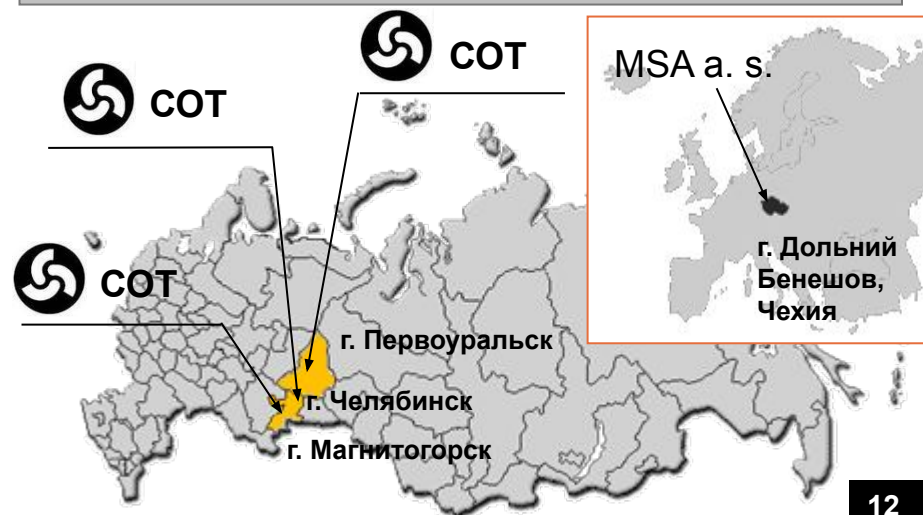 СОТ
СОТ
СОТ
MSA a. s.
г. Дольний
Бенешов,
Чехия
г. Первоуральск
г. Челябинск
г. Магнитогорск
12